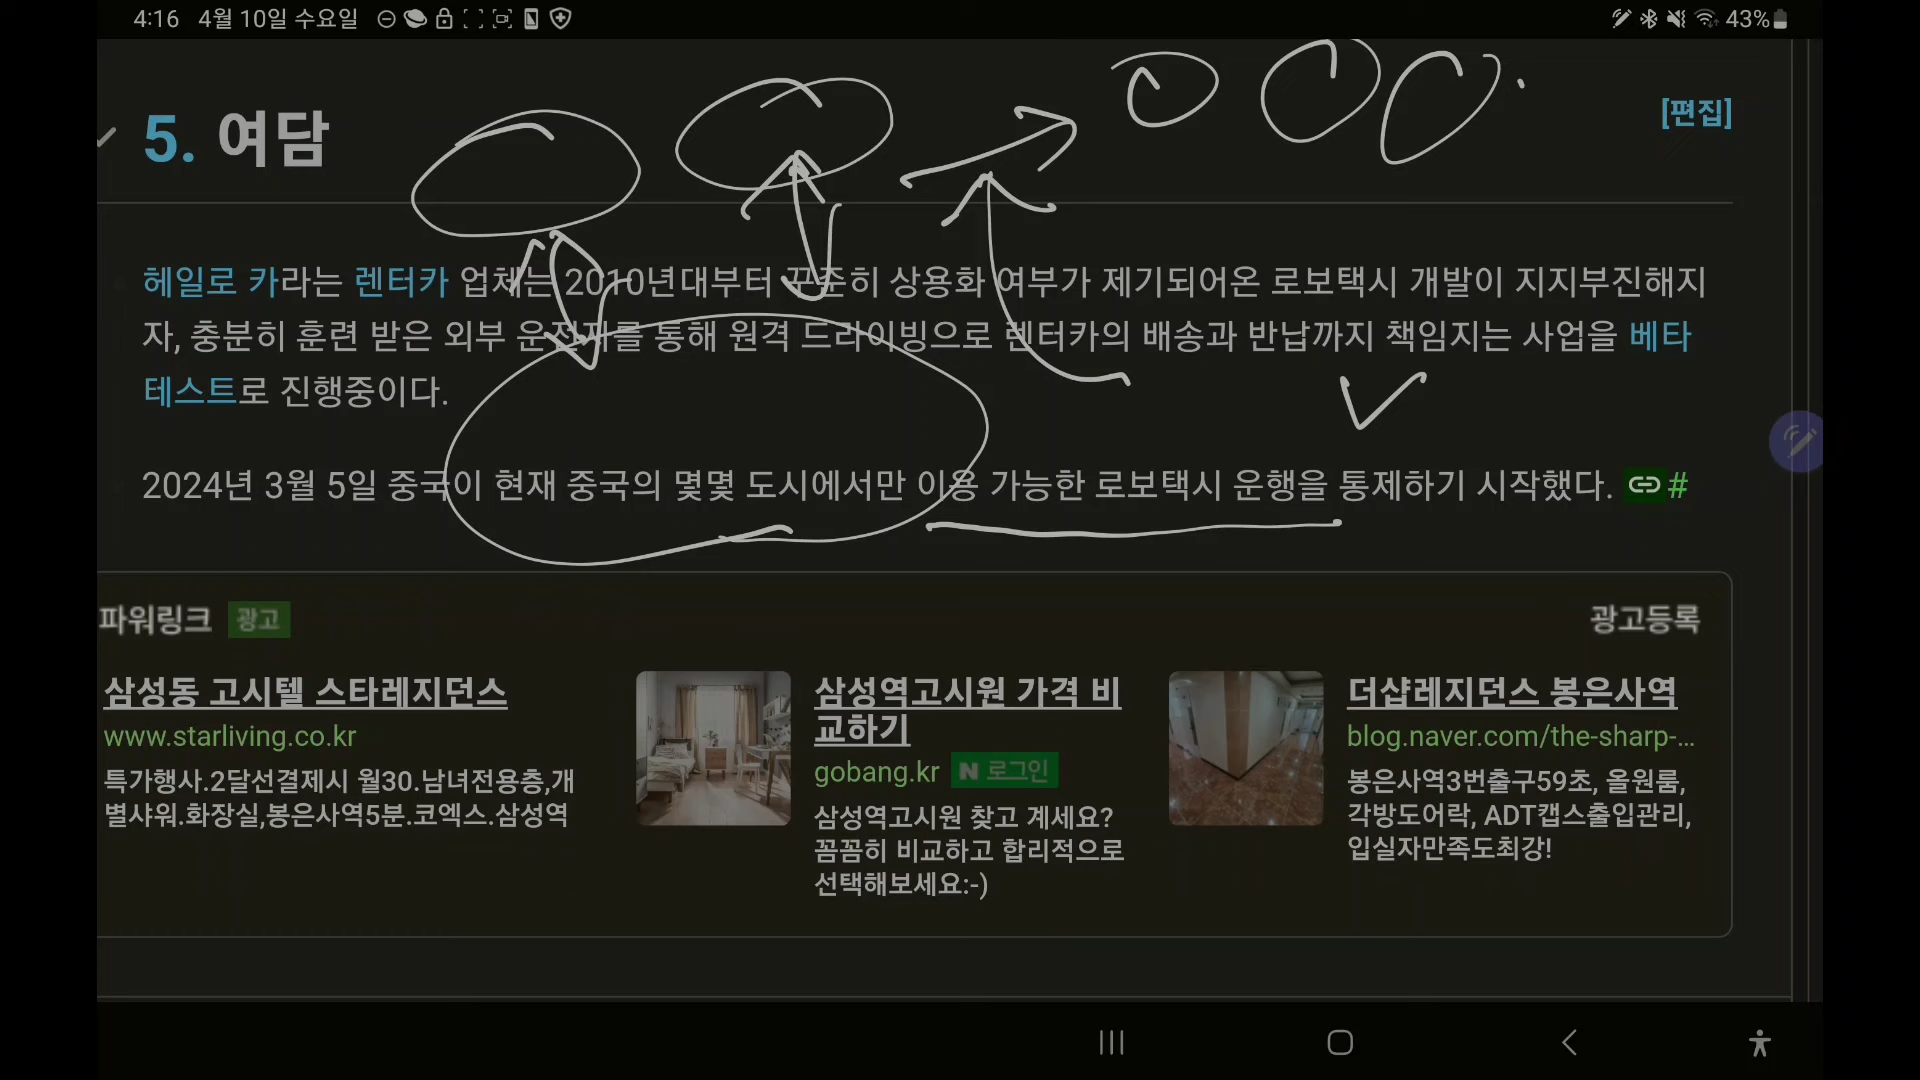 4:16 4월 10일 수요일
43%
5. 여담
[편집]
헤일로 카라는 렌터카 업체는 2010년대부터 꾸준히 상용화 여부가 제기되어온 로보택시 개발이 지지부진해지
자, 충분히 훈련 받은 외부 운전자를 통해 원격 드라이빙으로 렌터카의 배송과 반납까지 책임지는 사업을 베타
테스트로 진행중이다.
2024년 3월 5일 중국이 현재 중국의 몇몇 도시에서만 이용 가능한 로보택시 운행을 통제하기 시작했다. #
파워링크 광고
광고등록
삼성동 고시텔 스타레지던스
www.starliving.co.kr
특가행사.2달선결제시 월30.남녀전용층,개
별샤워.화장실,봉은사역5분.코엑스.삼성역
삼성역고시원 가격 비
교하기
gobang.kr N 로그인
삼성역고시원 찾고 계세요?
꼼꼼히 비교하고 합리적으로
선택해보세요:-)
더샵레지던스 봉은사역
blog.naver.com/the-sharp-...
봉은사역3번출구59초, 올원룸,
각방도어락, ADT캡스출입관리,
입실자만족도최강!